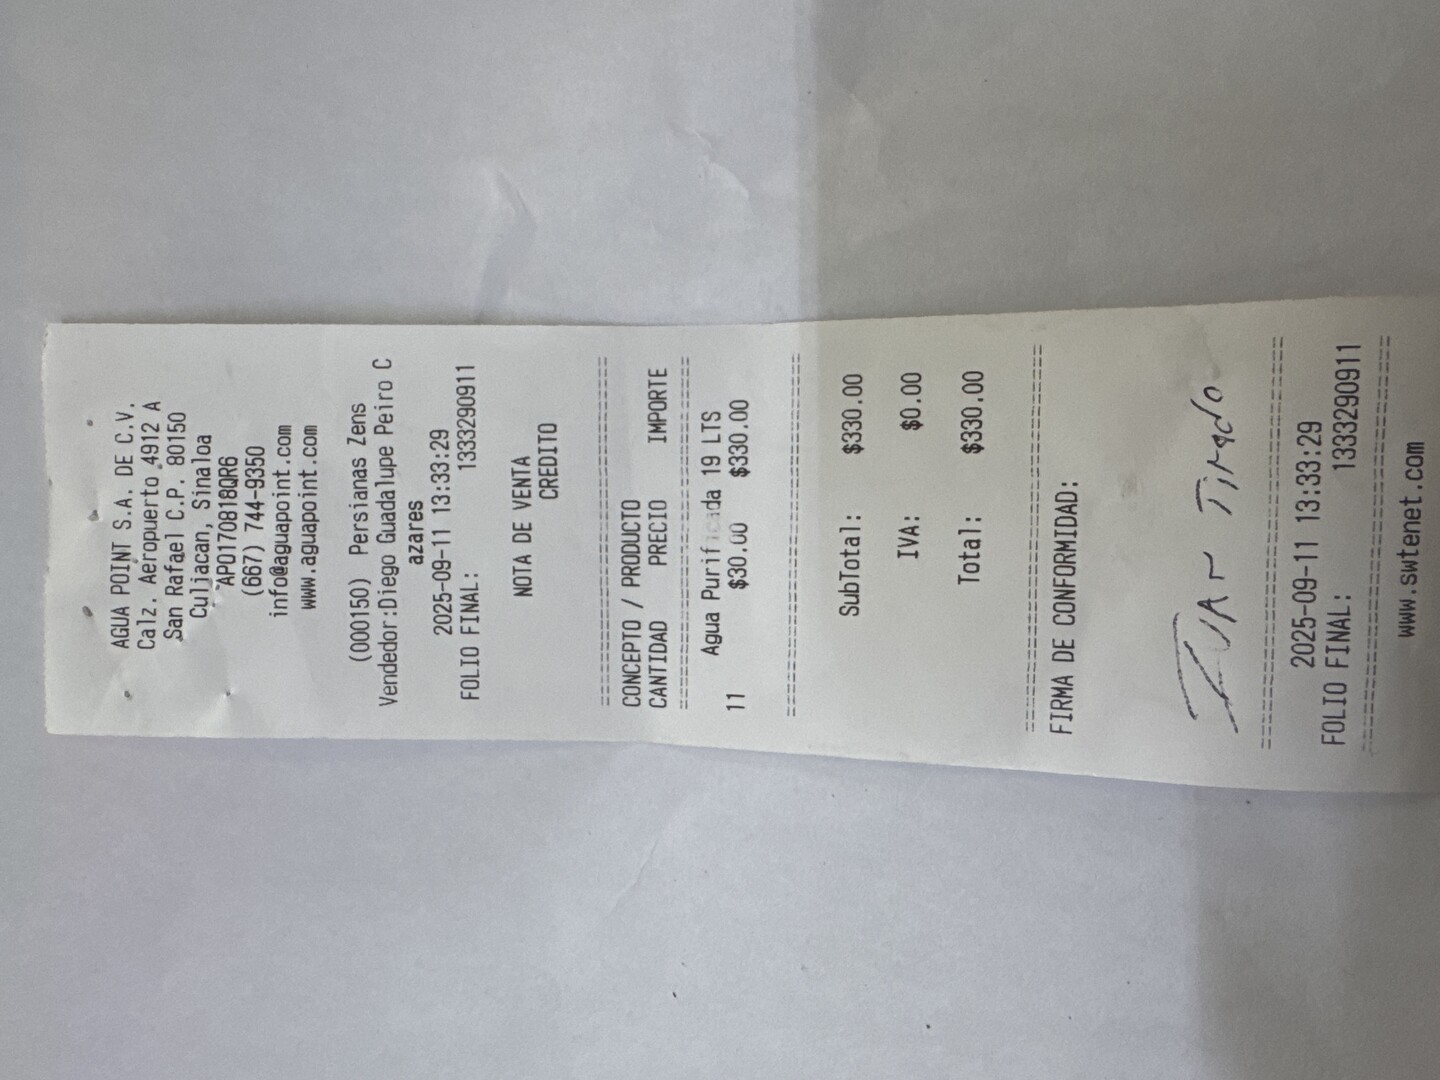 AGUA POINT S.A. DE C.V.
Calz. Aeropuerto 4912 A
San Rafael C.P. 80150
Culiacan, Sinaloa
APO170818QR6
(667) 744-9350
info@aguapoint.com
www.aguapoint.com
(000150) Persianas Zens
Vendedor:Diego Guadalupe Peiro C
azares
2025-09-11 13:33:29
FOLIO FINAL: 1333290911
NOTA DE VENTA
CREDITO
================================
CONCEPTO / PRODUCTO
CANTIDAD PRECIO IMPORTE
================================
Agua Purificada 19 LTS
11 $30.00 $330.00
================================
SubTotal: $330.00
IVA: $0.00
Total: $330.00
================================
FIRMA DE CONFORMIDAD:
IVAN TIRADO
================================
2025-09-11 13:33:29
FOLIO FINAL: 1333290911
================================
www.swtenet.com